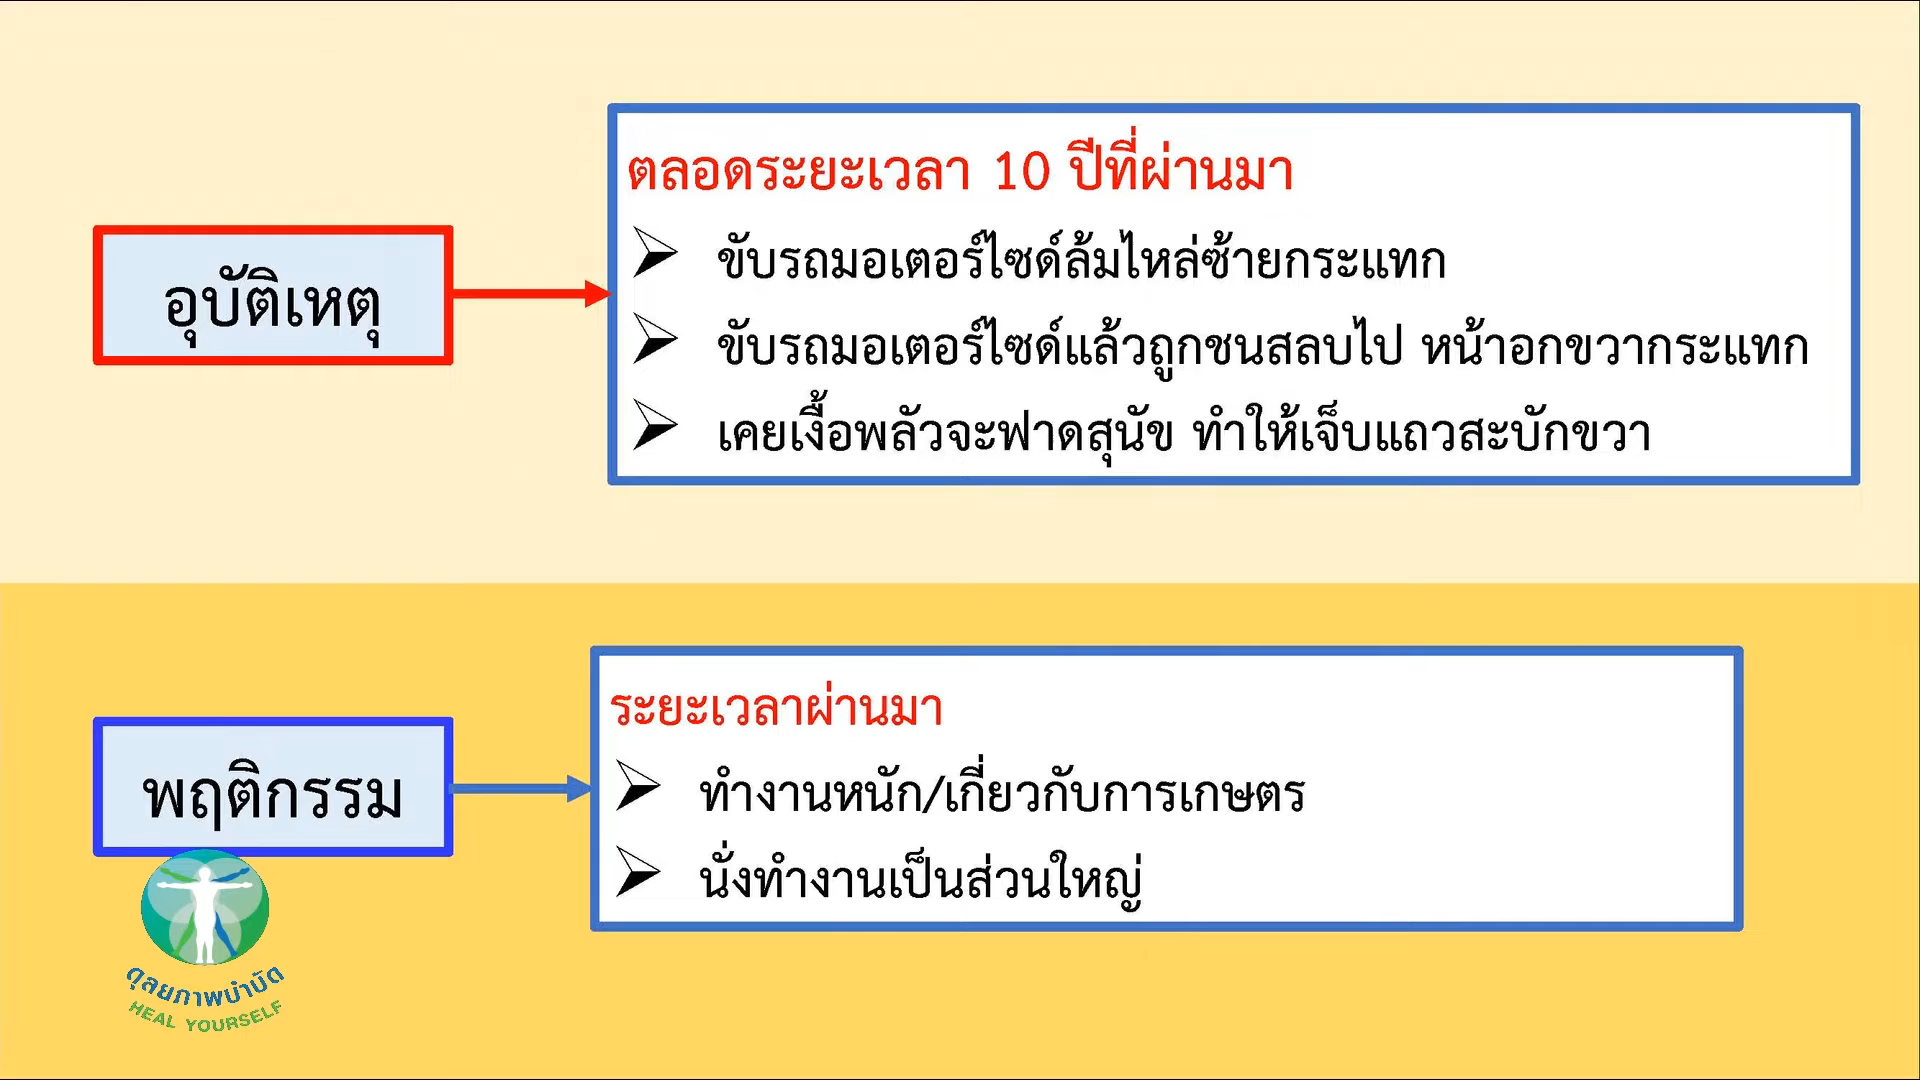 อุบัติเหตุ
ตลอดระยะเวลา 10 ปีที่ผ่านมา
ขับรถมอเตอร์ไซด์ล้มไหล่ซ้ายกระแทก
ขับรถมอเตอร์ไซด์แล้วถูกชนสลบไป หน้าอกขวากระแทก
เคยเงื้อพลัวจะฟาดสุนัข ทำให้เจ็บแถวสะบักขวา
พฤติกรรม
ระยะเวลาผ่านมา
ทำงานหนัก/เกี่ยวกับการเกษตร
นั่งทำงานเป็นส่วนใหญ่
ดุลยภาพบำบัด
HEAL YOURSELF